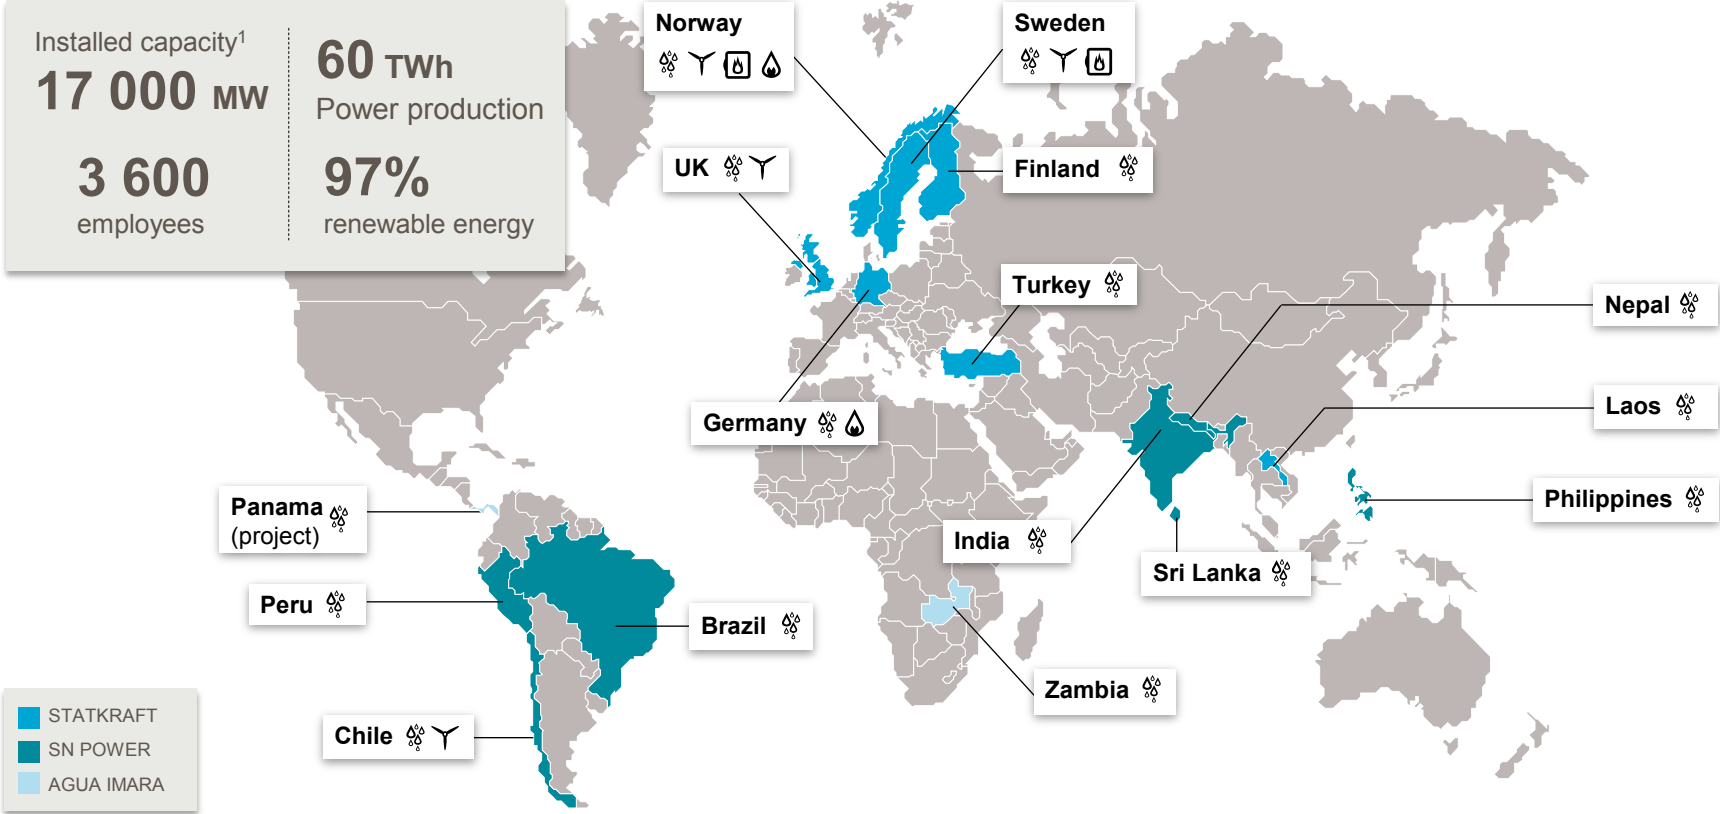 Installed capacity1
17 000 MW
60 TWh
Power production
3 600
employees
97%
renewable energy
Norway
Sweden
UK
Finland
Turkey
Nepal
Germany
Laos
Panama
(project)
Philippines
India
Sri Lanka
Peru
Brazil
Zambia
Chile
STATKRAFT
SN POWER
AGUA IMARA